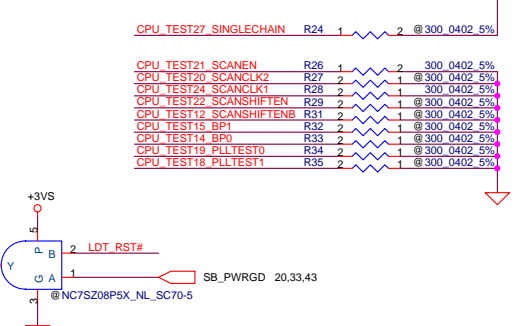 CPU_TEST27_SINGLECHAIN R24 1 2 @300_0402_5%
CPU_TEST21_SCANEN R26 1 2 300_0402_5%
CPU_TEST20_SCANCLK2 R27 2 1 @300_0402_5%
CPU_TEST24_SCANCLK1 R28 2 1 300_0402_5%
CPU_TEST22_SCANSHIFTEN R29 2 1 @300_0402_5%
CPU_TEST12_SCANSHIFTENB R31 2 1 @300_0402_5%
CPU_TEST15_BP1 R32 2 1 @300_0402_5%
CPU_TEST14_BP0 R33 2 1 @300_0402_5%
CPU_TEST19_PLLTEST0 R34 2 1 @300_0402_5%
CPU_TEST18_PLLTEST1 R35 2 1 @300_0402_5%
+3VS
5
P B 2 LDT_RST#
Y
G A 1 SB_PWRGD 20,33,43
3 @NC7SZ08P5X_NL_SC70-5